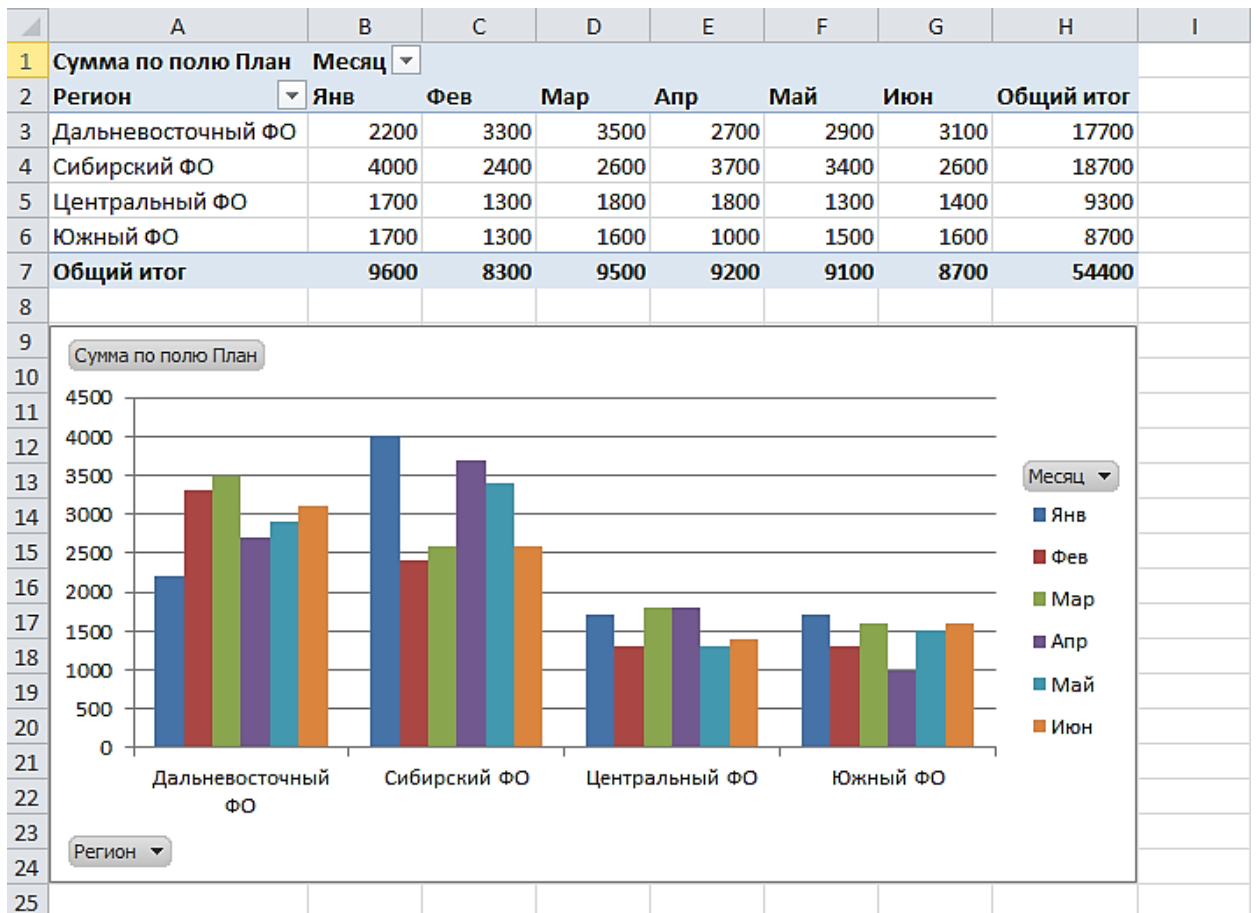 A B C D E F G H I
1 Сумма по полю План Месяц
2 Регион Янв Фев Мар Апр Май Июн Общий итог
3 Дальневосточный ФО 2200 3300 3500 2700 2900 3100 17700
4 Сибирский ФО 4000 2400 2600 3700 3400 2600 18700
5 Центральный ФО 1700 1300 1800 1800 1300 1400 9300
6 Южный ФО 1700 1300 1600 1000 1500 1600 8700
7 Общий итог 9600 8300 9500 9200 9100 8700 54400
8
9
Сумма по полю План
10
4500
11
4000
12
3500 Месяц
13
3000 Янв
14
2500 Фев
15
2000
16
Мар
1500
17
Апр
18
1000
Май
19
500
20
Июн
0
21
Дальневосточный ФО Сибирский ФО Центральный ФО Южный ФО
22
23
Регион
24
25